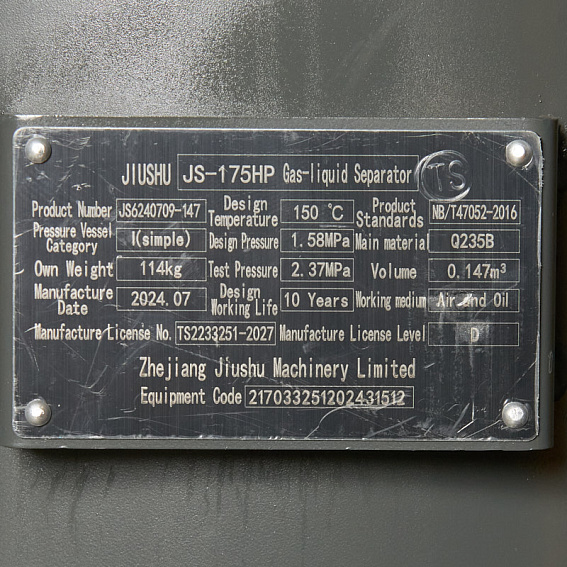 JIUSHU JS-175HP Gas-liquid Separator TS
Product Number JS6240709-147 Design Temperature 150 ℃ Product Standards NB/T47052-2016
Pressure Vessel Category I(simple) Design Pressure 1.58MPa Main material Q235B
Own Weight 114kg Test Pressure 2.37MPa Volume 0.147m³
Manufacture Date 2024.07 Design Working Life 10 Years Working medium Air and Oil
Manufacture License No. TS2233251-2027 Manufacture License Level D
Zhejiang Jiushu Machinery Limited
Equipment Code 217033251202431512